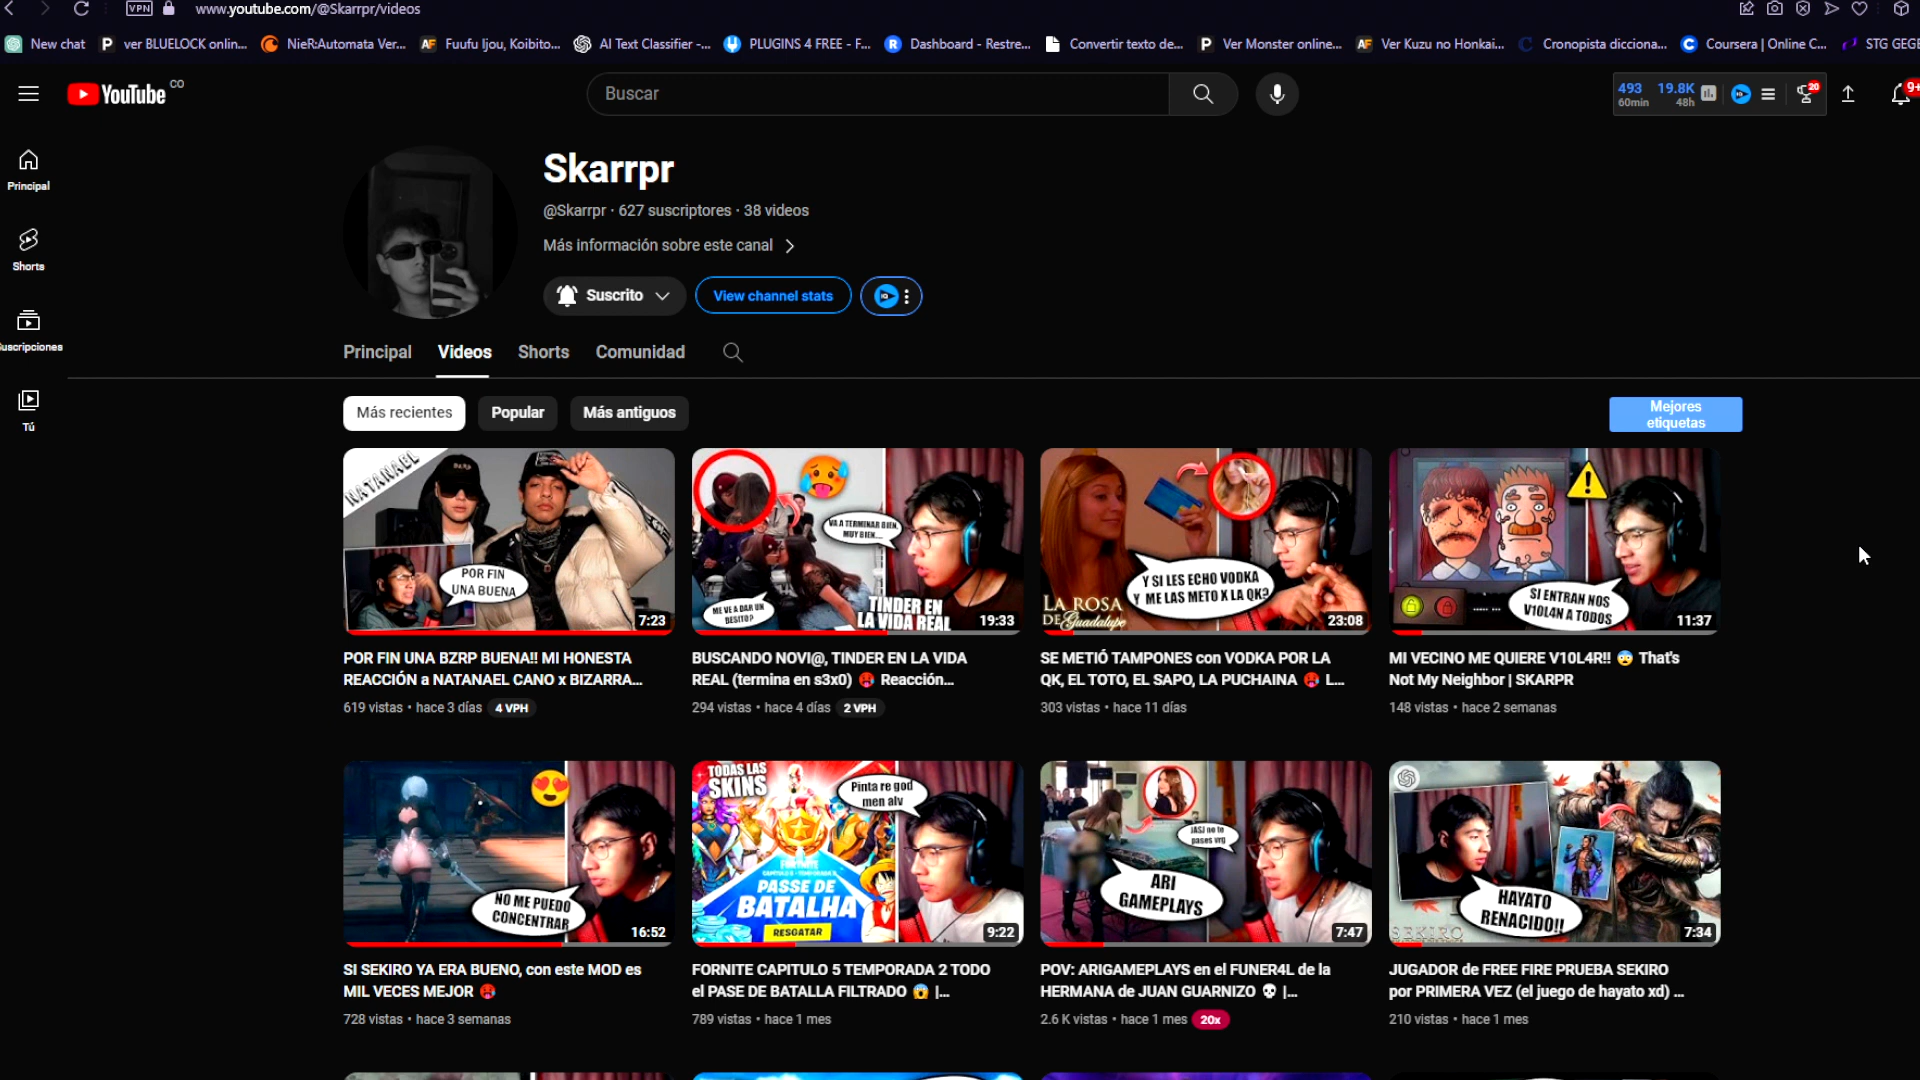 VPN
www.youtube.com/@Skarrpr/videos
New chat
ver BLUELOCK onlin...
NieR:Automata Ver...
Fuufu Ijou, Koibito...
AI Text Classifier -...
PLUGINS 4 FREE - F...
Dashboard - Restre...
Convertir texto de...
Ver Monster online...
Ver Kuzu no Honkai...
Cronopista dicciona...
Coursera | Online C...
STG GEGE
YouTube CO
Buscar
493
60min
19.8K
48h
20
9+
Principal
Shorts
uscripciones
Tú
Skarrpr
@Skarrpr · 627 suscriptores · 38 videos
Más información sobre este canal
Suscrito
View channel stats
Principal
Videos
Shorts
Comunidad
Más recientes
Popular
Más antiguos
Mejores
etiquetas
NATANAEL
POR FIN
UNA BUENA
7:23
POR FIN UNA BZRP BUENA!! MI HONESTA
REACCIÓN a NATANAEL CANO x BIZARRA...
619 vistas • hace 3 días
4 VPH
VA A TERMINAR BIEN,
MUY BIEN...
ME VE A DAR UN
BESITO?
TINDER EN
LA VIDA REAL
19:33
BUSCANDO NOVI@, TINDER EN LA VIDA
REAL (termina en s3x0) 🥵 Reacción...
294 vistas • hace 4 días
2 VPH
Y SI LES ECHO VODKA
Y ME LAS METO X LA QK?
LA ROSA
DE Guadalupe
23:08
SE METIÓ TAMPONES con VODKA POR LA
QK, EL TOTO, EL SAPO, LA PUCHAINA 🥵 L...
303 vistas • hace 11 días
SI ENTRAN NOS
V10L4N A TODOS
11:37
MI VECINO ME QUIERE V10L4R!! 😨 That's
Not My Neighbor | SKARPR
148 vistas • hace 2 semanas
NO ME PUEDO
CONCENTRAR
16:52
SI SEKIRO YA ERA BUENO, con este MOD es
MIL VECES MEJOR 🥵
728 vistas • hace 3 semanas
TODAS LAS
SKINS
Pinta re god
men alv
PASSE DE
BATALHA
RESGATAR
9:22
FORNITE CAPITULO 5 TEMPORADA 2 TODO
el PASE DE BATALLA FILTRADO 😱 |...
789 vistas • hace 1 mes
JASJ no te
pases vrg
ARI
GAMEPLAYS
7:47
POV: ARIGAMEPLAYS en el FUNER4L de la
HERMANA de JUAN GUARNIZO 💀 |...
2.6 K vistas • hace 1 mes
20x
HAYATO
RENACIDO!!
SEKIRO
7:34
JUGADOR de FREE FIRE PRUEBA SEKIRO
por PRIMERA VEZ (el juego de hayato xd) ...
210 vistas • hace 1 mes